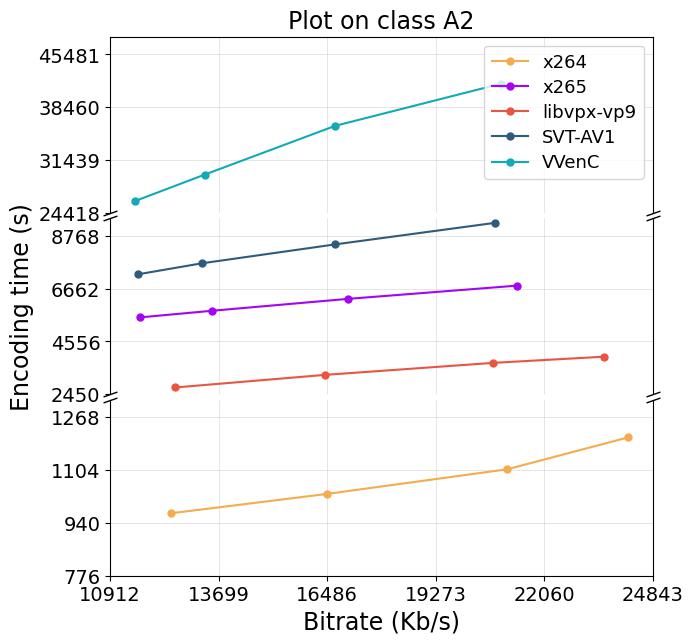 Plot on class A2
x264
x265
libvpx-vp9
SVT-AV1
VVenC
45481
38460
31439
24418
8768
6662
4556
2450
1268
1104
940
776
Encoding time (s)
10912 13699 16486 19273 22060 24843
Bitrate (Kb/s)